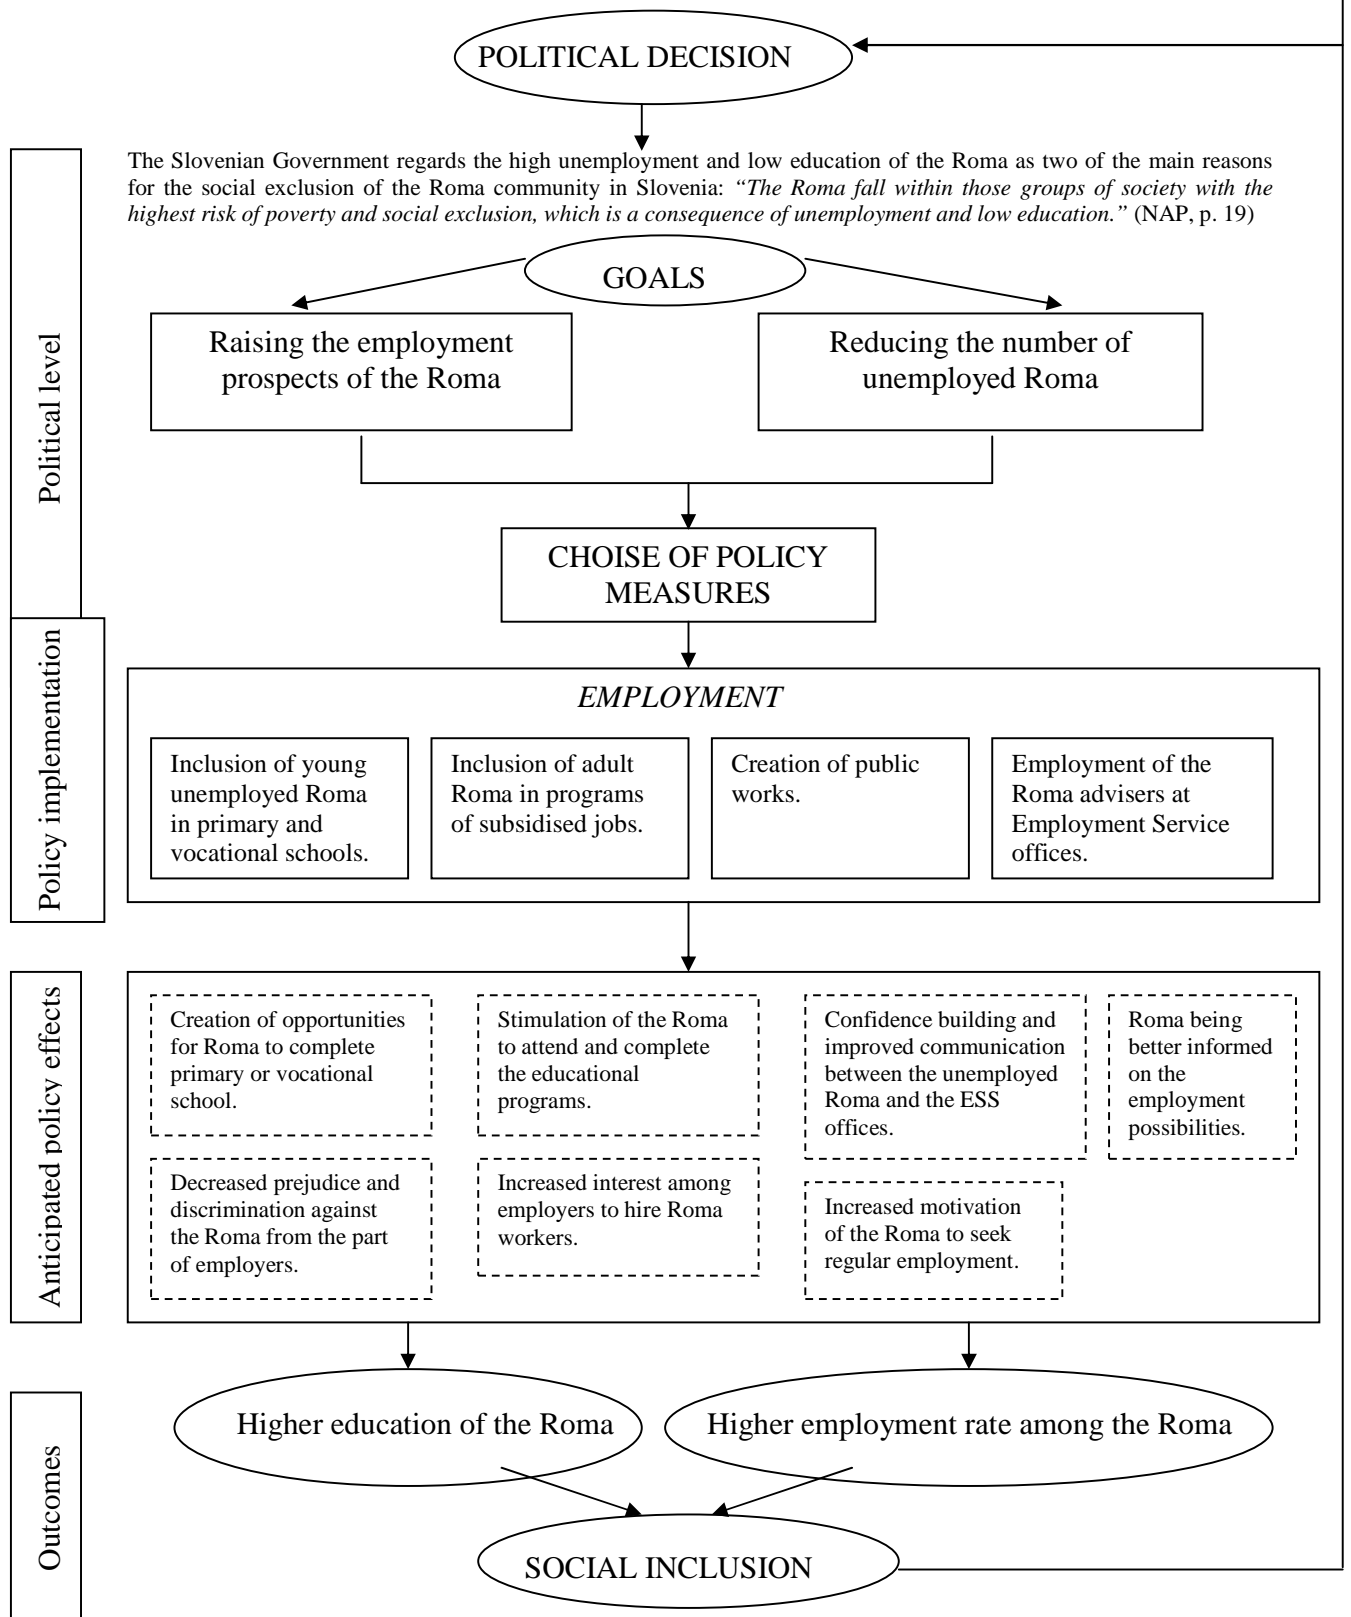 POLITICAL DECISION
Political level
The Slovenian Government regards the high unemployment and low education of the Roma as two of the main reasons
for the social exclusion of the Roma community in Slovenia: “The Roma fall within those groups of society with the
highest risk of poverty and social exclusion, which is a consequence of unemployment and low education.” (NAP, p. 19)
GOALS
Raising the employment
prospects of the Roma
Reducing the number of
unemployed Roma
CHOISE OF POLICY
MEASURES
Policy implementation
EMPLOYMENT
Inclusion of young
unemployed Roma
in primary and
vocational schools.
Inclusion of adult
Roma in programs
of subsidised jobs.
Creation of public
works.
Employment of the
Roma advisers at
Employment Service
offices.
Anticipated policy effects
Creation of opportunities
for Roma to complete
primary or vocational
school.
Stimulation of the Roma
to attend and complete
the educational
programs.
Confidence building and
improved communication
between the unemployed
Roma and the ESS
offices.
Roma being
better informed
on the
employment
possibilities.
Decreased prejudice and
discrimination against
the Roma from the part
of employers.
Increased interest among
employers to hire Roma
workers.
Increased motivation
of the Roma to seek
regular employment.
Outcomes
Higher education of the Roma
Higher employment rate among the Roma
SOCIAL INCLUSION